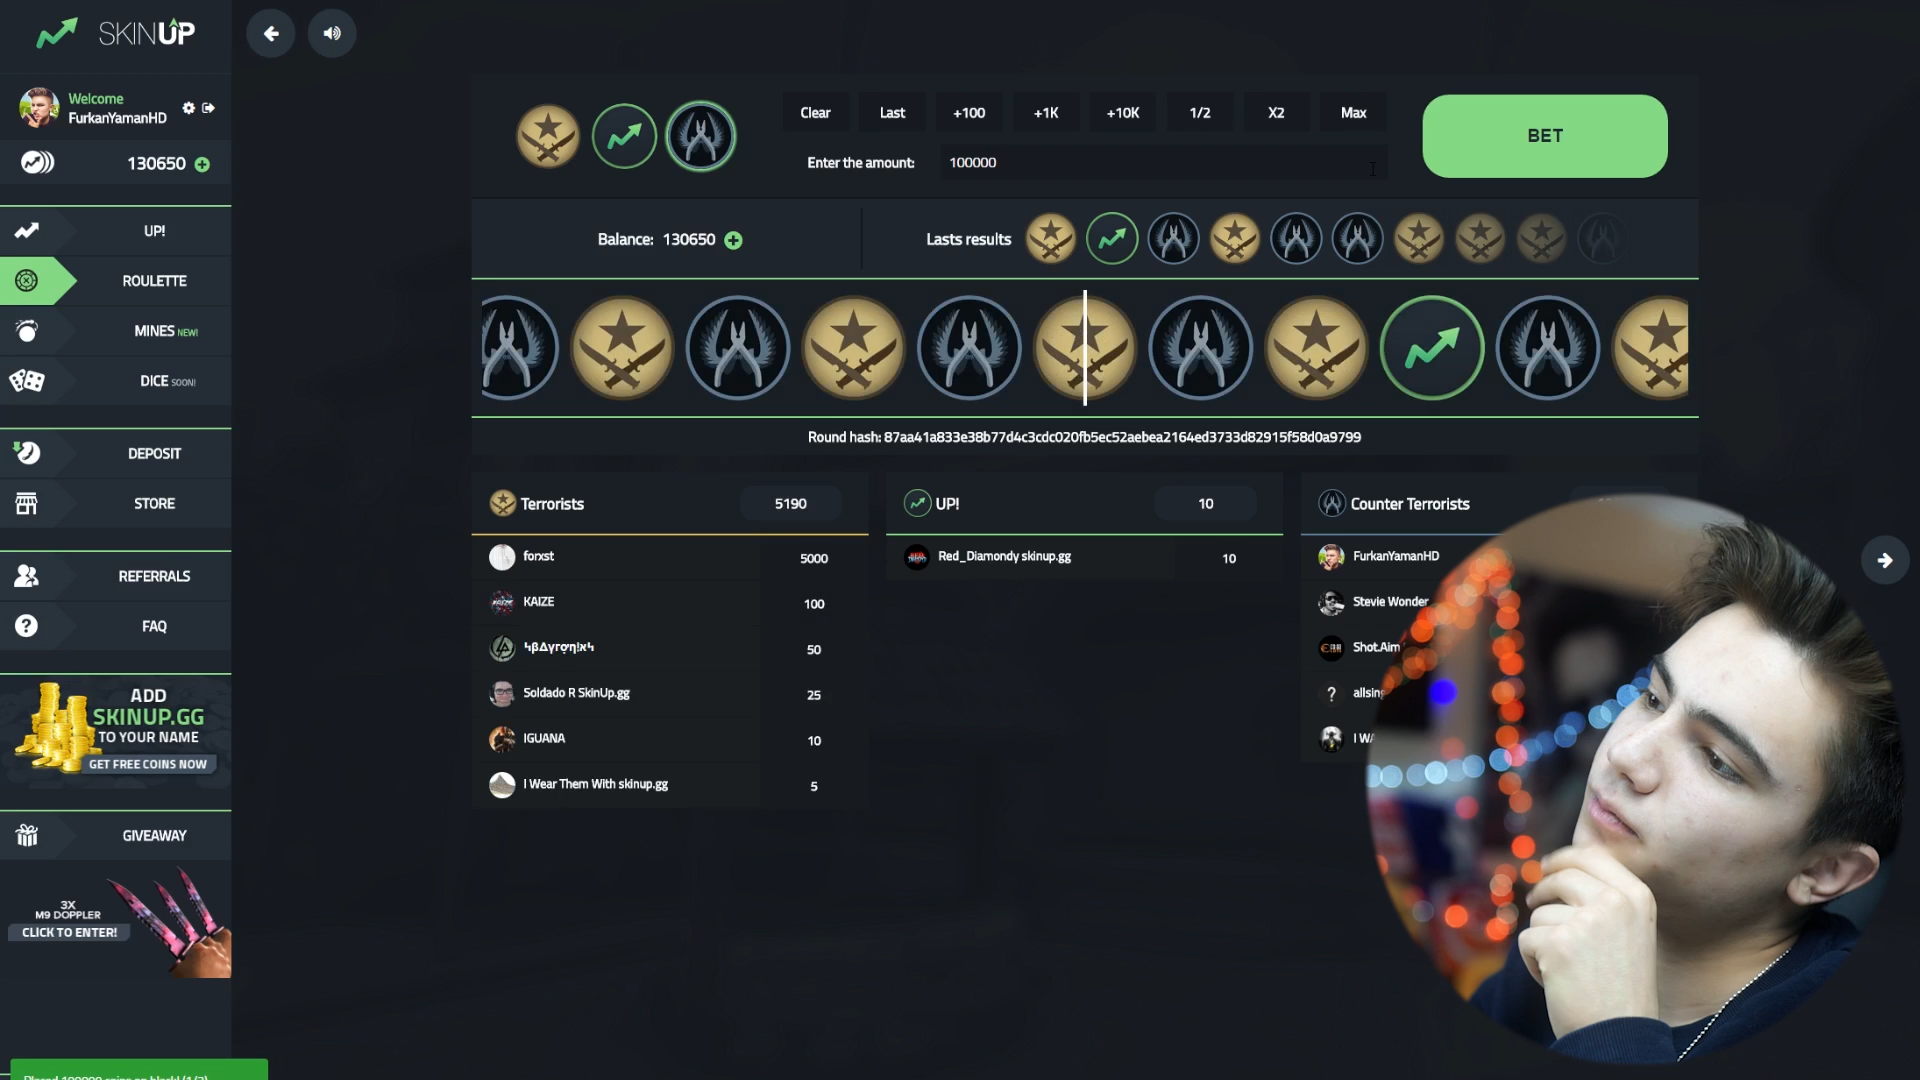 SKINUP
Welcome
FurkanYamanHD
130650
UP!
ROULETTE
MINES NEW!
DICE SOON!
DEPOSIT
STORE
REFERRALS
FAQ
ADD
SKINUP.GG
TO YOUR NAME
GET FREE COINS NOW
GIVEAWAY
3X
M9 DOPPLER
CLICK TO ENTER!
Clear Last +100 +1K +10K 1/2 X2 Max
Enter the amount: 100000
BET
Balance: 130650
Lasts results
Round hash: 87aa41a833e38b77d4c3cdc020fb5ec52aebea2164ed3733d82915f58d0a9799
Terrorists 5190
forxst 5000
KAIZE 100
50
Soldado R SkinUp.gg 25
IGUANA 10
I Wear Them With skinup.gg 5
UP! 10
Red_Diamondy skinup.gg 10
Counter Terrorists
FurkanYamanHD
Stevie Wonder
Shot.Aim
allsing
I WA